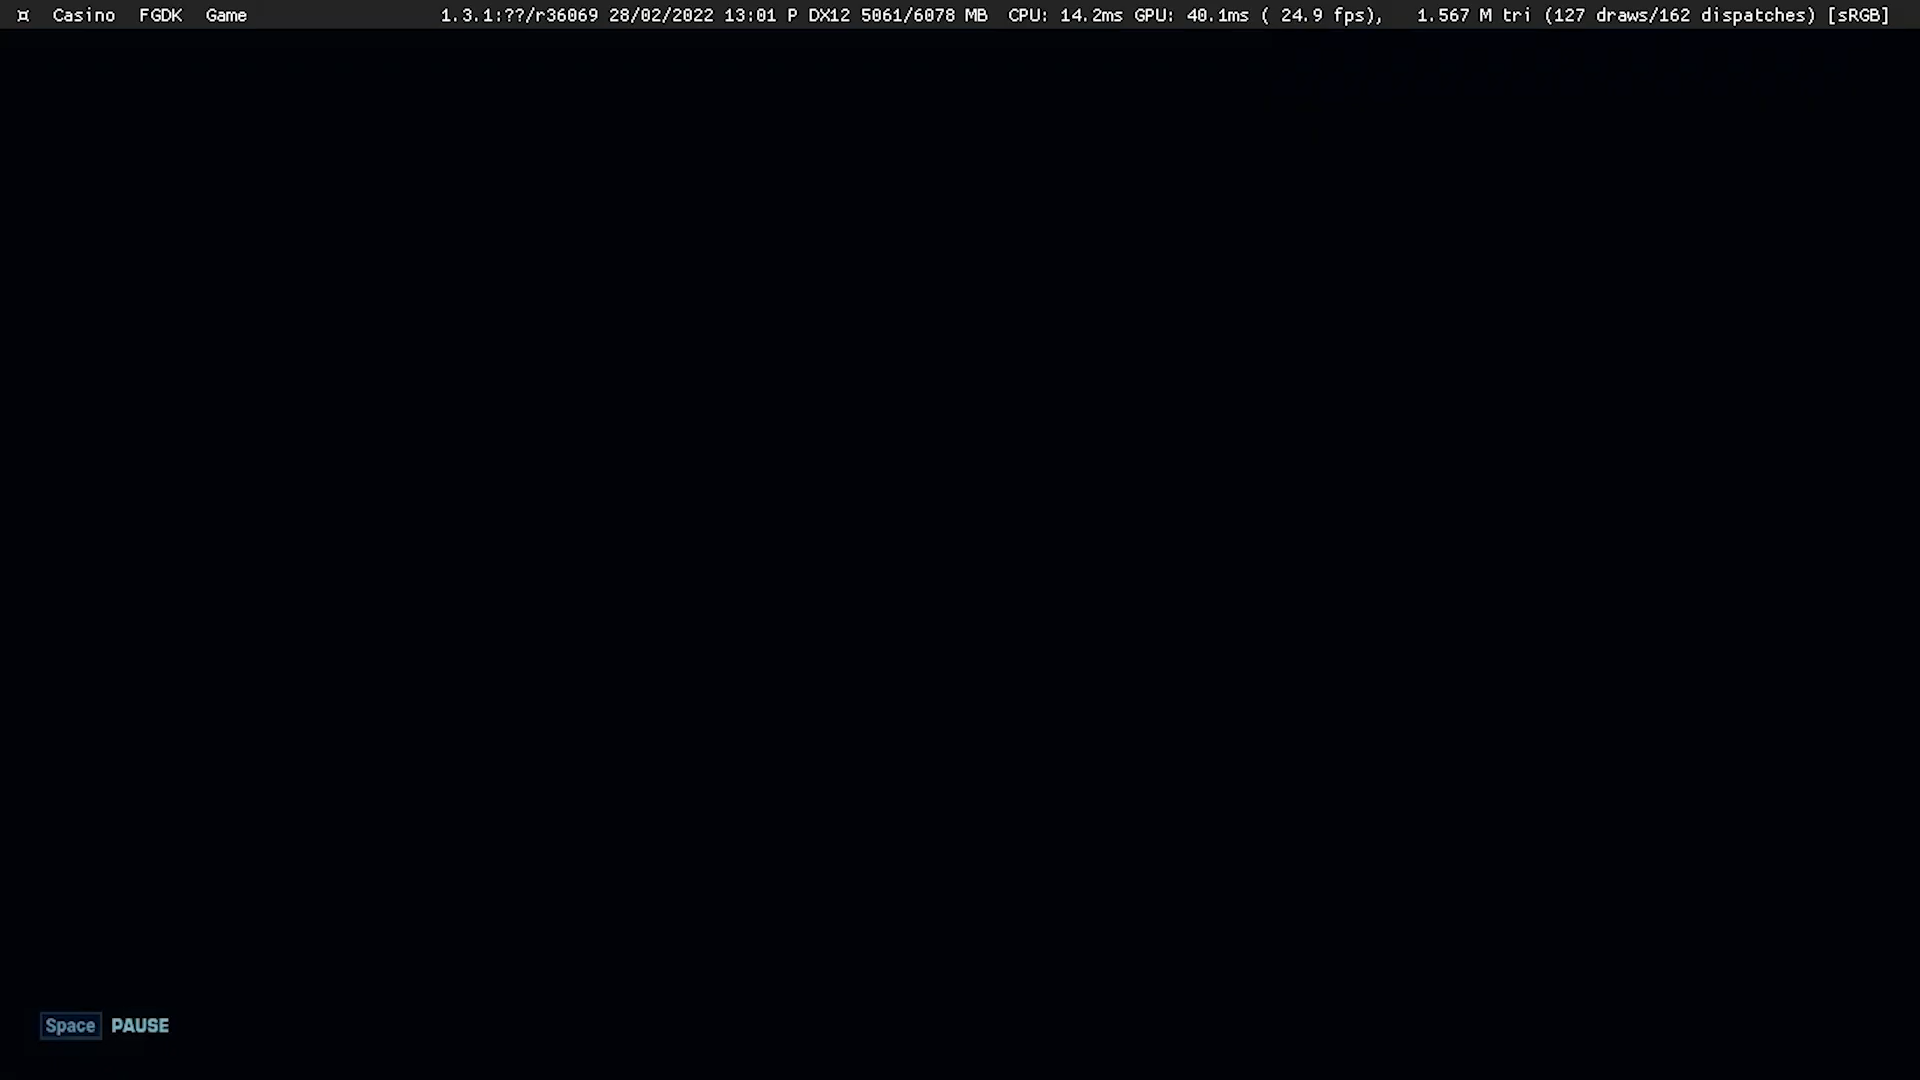 ¤ Casino FGDK Game 1.3.1:??/r36069 28/02/2022 13:01 P DX12 5061/6078 MB CPU: 14.2ms GPU: 40.1ms ( 24.9 fps), 1.567 M tri (127 draws/162 dispatches) [sRGB]
Space PAUSE